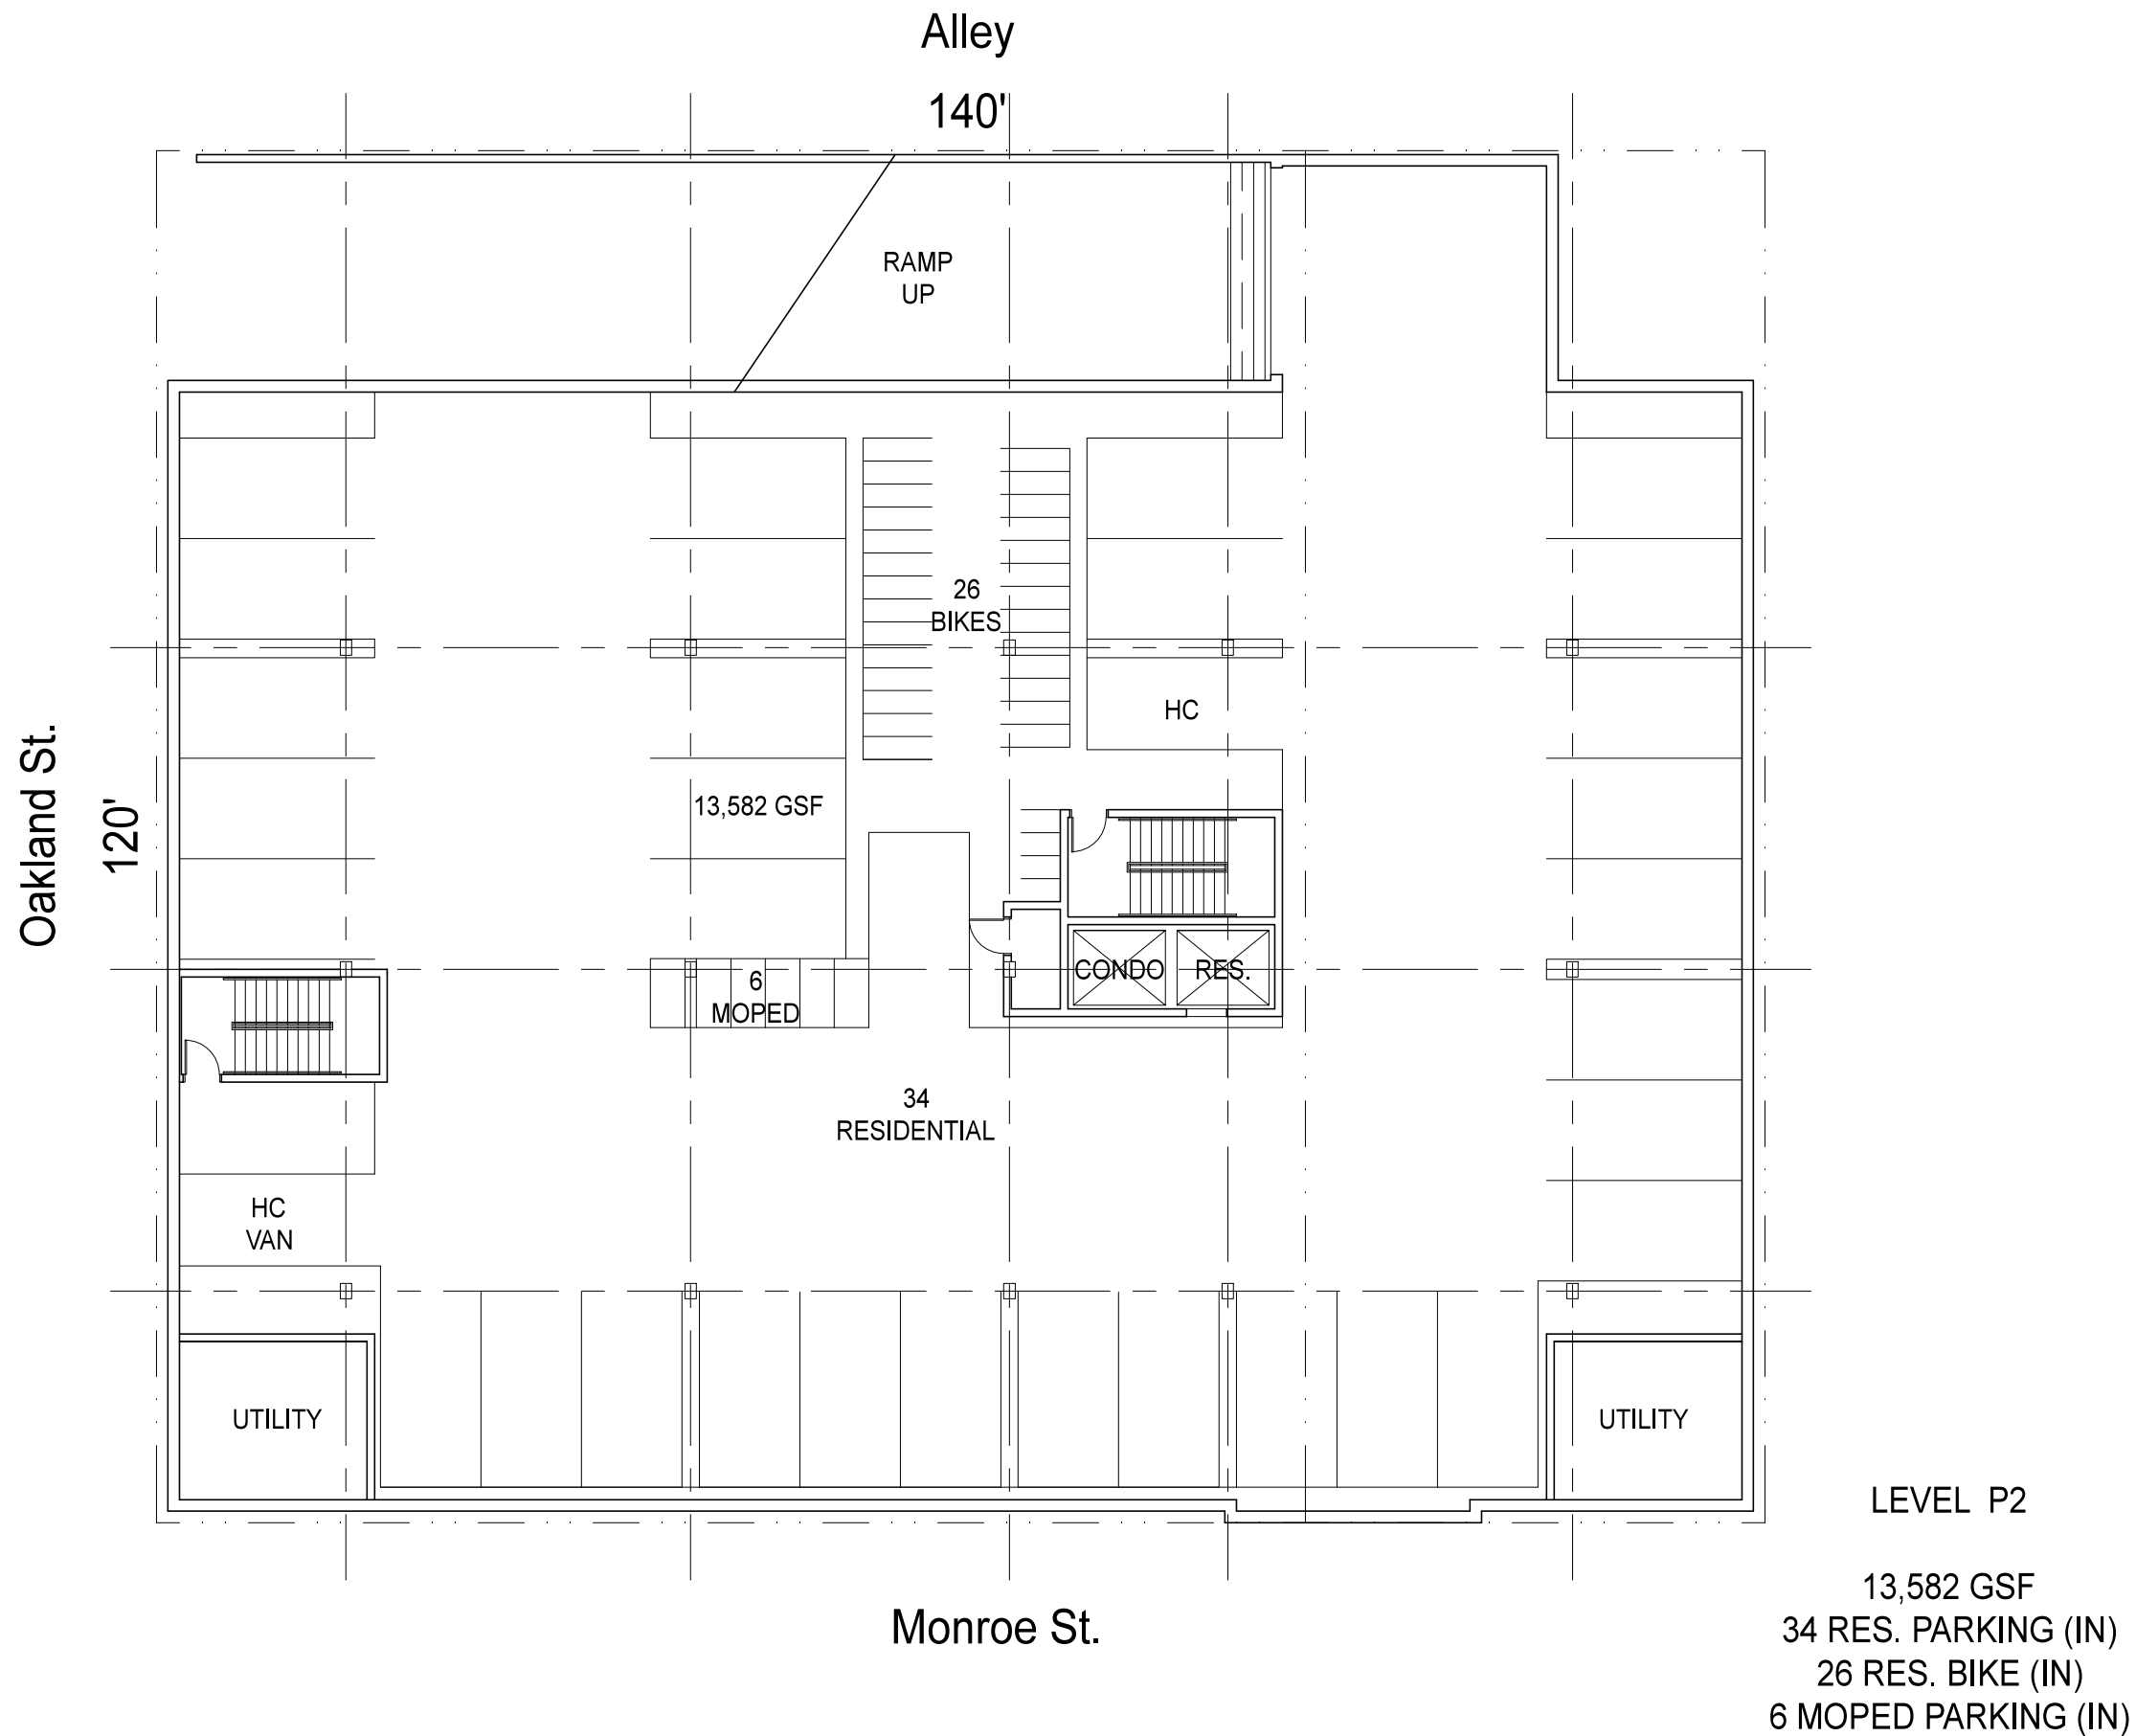 Alley
140'
RAMP
UP
26
BIKES
HC
Oakland St.
120'
13,582 GSF
CONDO
RES.
6
MOPED
34
RESIDENTIAL
HC
VAN
UTILITY
UTILITY
Monroe St.
LEVEL P2
13,582 GSF
34 RES. PARKING (IN)
26 RES. BIKE (IN)
6 MOPED PARKING (IN)